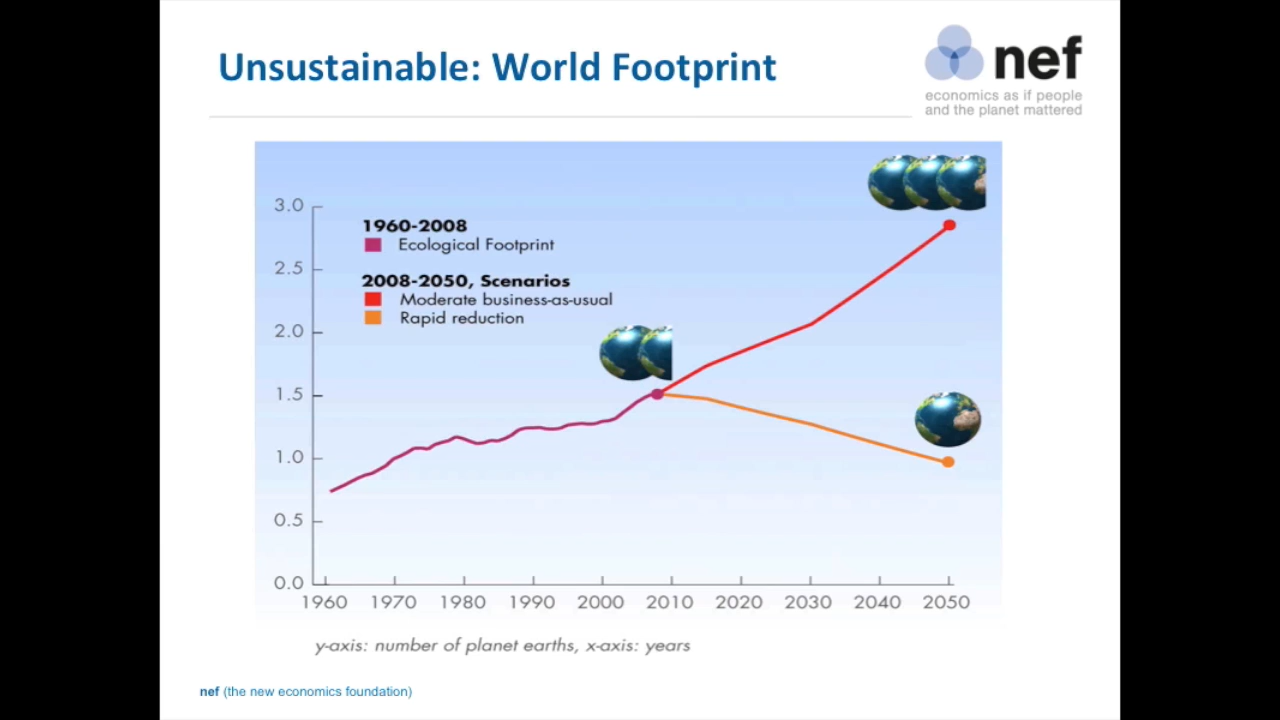 Unsustainable: World Footprint
nef
economics as if people
and the planet mattered
3.0
2.5
2.0
1.5
1.0
0.5
0.0
1960-2008
Ecological Footprint
2008-2050, Scenarios
Moderate business-as-usual
Rapid reduction
1960 1970 1980 1990 2000 2010 2020 2030 2040 2050
y-axis: number of planet earths, x-axis: years
nef (the new economics foundation)